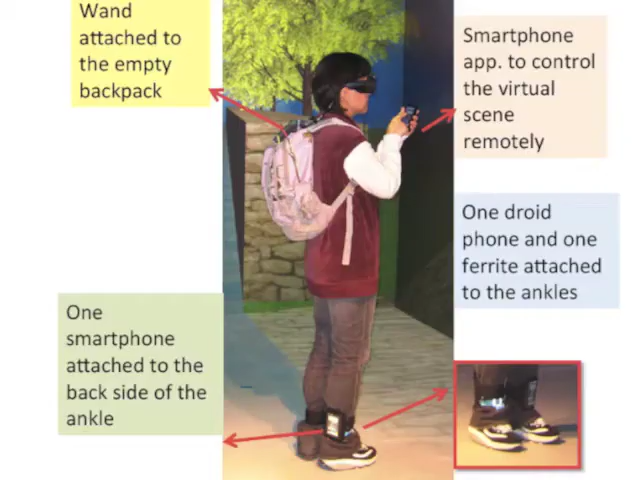 Wand
attached to
the empty
backpack
Smartphone
app. to control
the virtual
scene
remotely
One droid
phone and one
ferrite attached
to the ankles
One
smartphone
attached to the
back side of the
ankle